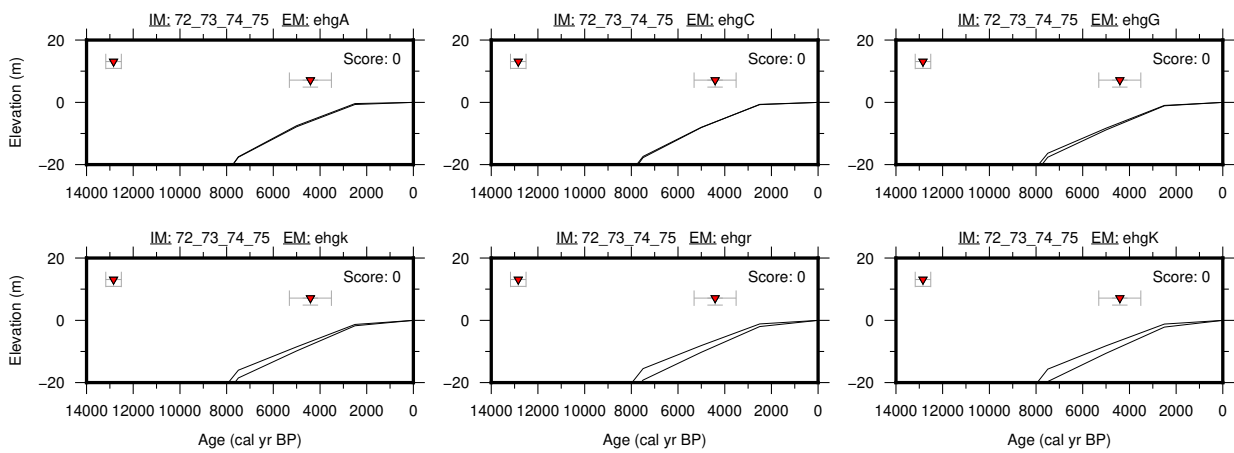 IM: 72_73_74_75 EM: ehgA
IM: 72_73_74_75 EM: ehgC
IM: 72_73_74_75 EM: ehgG
20
0
−20
Elevation (m)
Score: 0
Score: 0
Score: 0
14000 12000 10000 8000 6000 4000 2000 0
14000 12000 10000 8000 6000 4000 2000 0
14000 12000 10000 8000 6000 4000 2000 0
IM: 72_73_74_75 EM: ehgk
IM: 72_73_74_75 EM: ehgr
IM: 72_73_74_75 EM: ehgK
20
0
−20
Elevation (m)
Score: 0
Score: 0
Score: 0
20
0
−20
20
0
−20
20
0
−20
20
0
−20
14000 12000 10000 8000 6000 4000 2000 0
14000 12000 10000 8000 6000 4000 2000 0
14000 12000 10000 8000 6000 4000 2000 0
Age (cal yr BP)
Age (cal yr BP)
Age (cal yr BP)